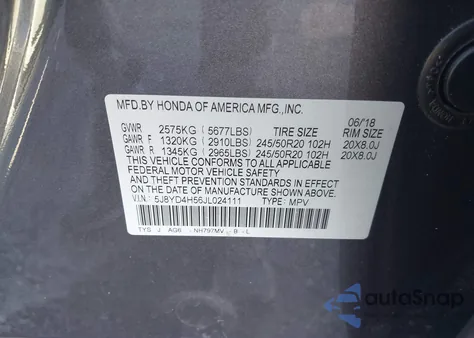 MFD.BY HONDA OF AMERICA MFG.,INC.
06/18
GVWR 2575KG (5677LBS) TIRE SIZE RIM SIZE
GAWR F 1320KG (2910LBS) 245/50R20 102H 20X8.0J
GAWR R 1345KG (2965LBS) 245/50R20 102H 20X8.0J
THIS VEHICLE CONFORMS TO ALL APPLICABLE
FEDERAL MOTOR VEHICLE SAFETY, BUMPER,
AND THEFT PREVENTION STANDARDS IN EFFECT
ON THE DATE OF MANUFACTURE SHOWN ABOVE.
V.I.N.: 5J8YD4H56JL024111 TYPE: MPV
TYS J AG6 NH797MV B L
autoSnap